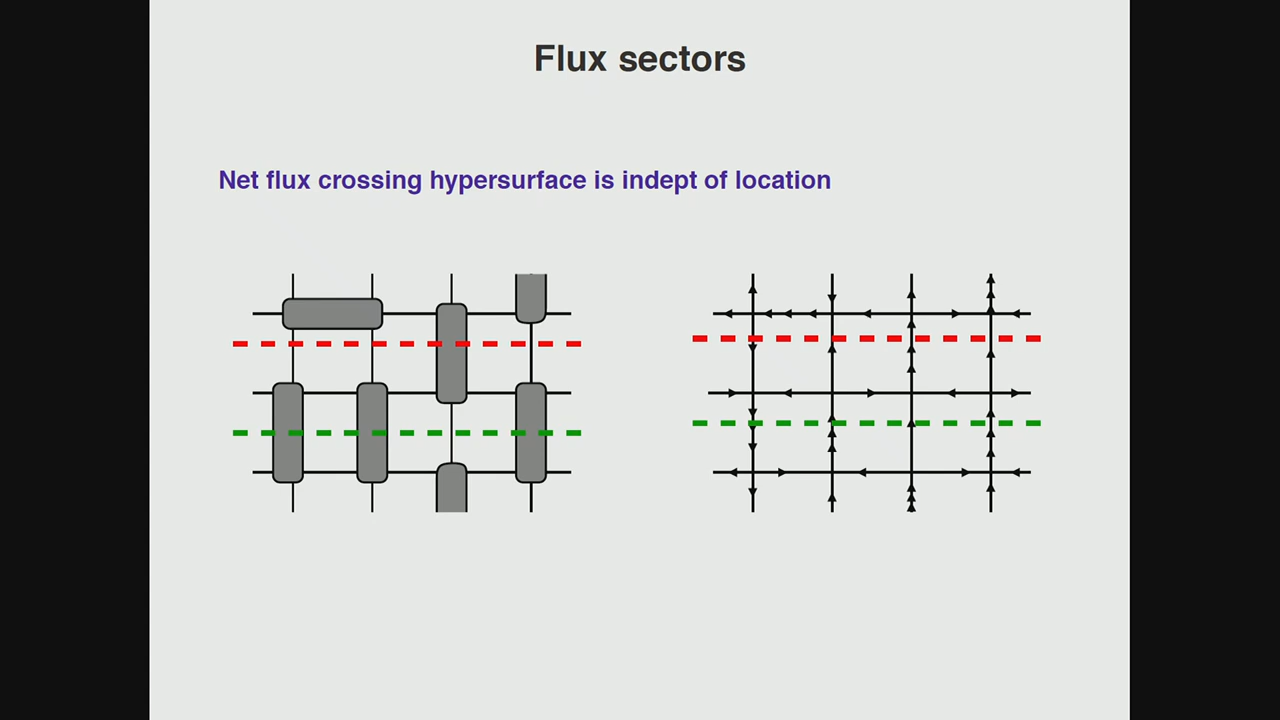 Flux sectors
Net flux crossing hypersurface is indept of location